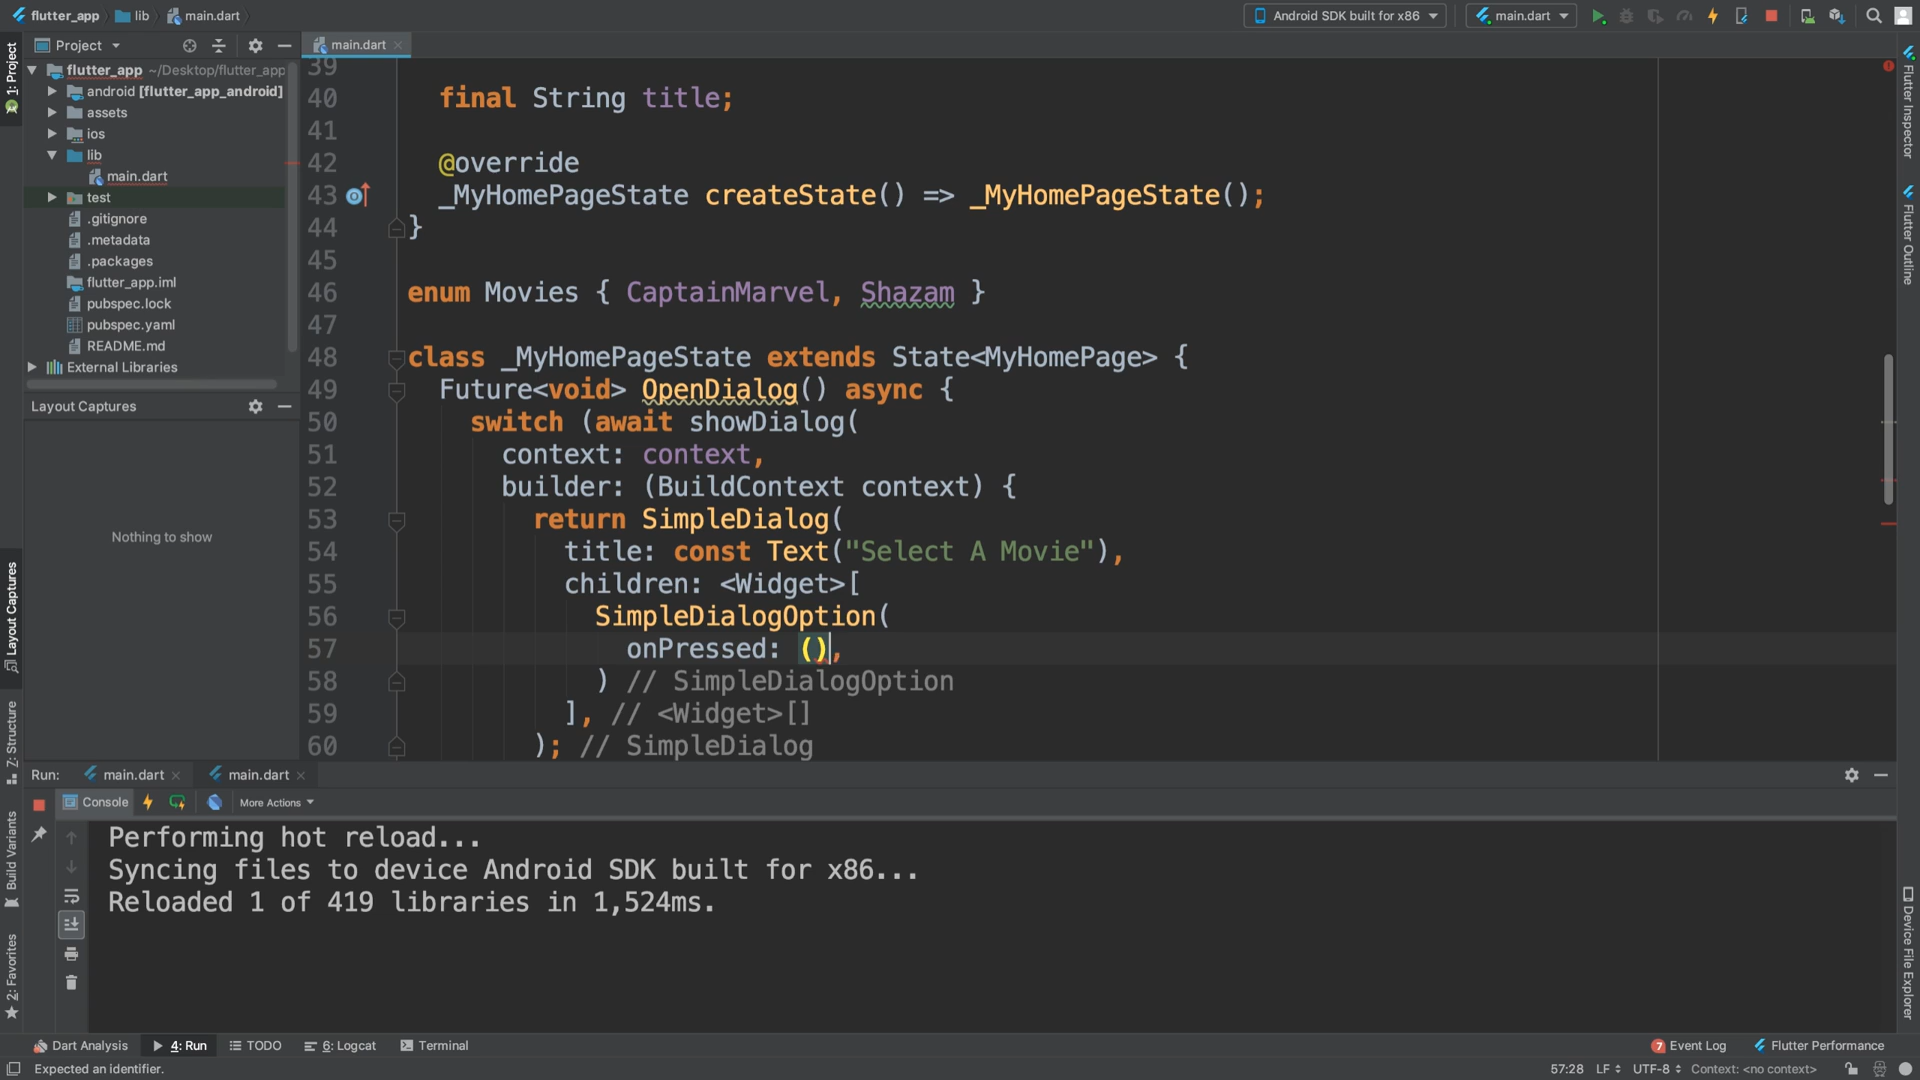 flutter_app
lib
main.dart
Android SDK built for x86
main.dart
Project
main.dart
1: Project
Layout Captures
Z: Structure
Build Variants
2: Favorites
flutter_app ~/Desktop/flutter_app
android [flutter_app_android]
assets
ios
lib
main.dart
test
.gitignore
.metadata
.packages
flutter_app.iml
pubspec.lock
pubspec.yaml
README.md
External Libraries
Layout Captures
Nothing to show
39
40 final String title;
41
42 @override
43 _MyHomePageState createState() => _MyHomePageState();
44 }
45
46 enum Movies { CaptainMarvel, Shazam }
47
48 class _MyHomePageState extends State<MyHomePage> {
49 Future<void> OpenDialog() async {
50 switch (await showDialog(
51 context: context,
52 builder: (BuildContext context) {
53 return SimpleDialog(
54 title: const Text("Select A Movie"),
55 children: <Widget>[
56 SimpleDialogOption(
57 onPressed: (),
58 ) // SimpleDialogOption
59 ], // <Widget>[]
60 ); // SimpleDialog
Flutter Inspector
Flutter Outline
Device File Explorer
Run:
main.dart
main.dart
Console
More Actions
Performing hot reload...
Syncing files to device Android SDK built for x86...
Reloaded 1 of 419 libraries in 1,524ms.
Dart Analysis
4: Run
TODO
6: Logcat
Terminal
7 Event Log
Flutter Performance
Expected an identifier.
57:28
LF
UTF-8
Context: <no context>